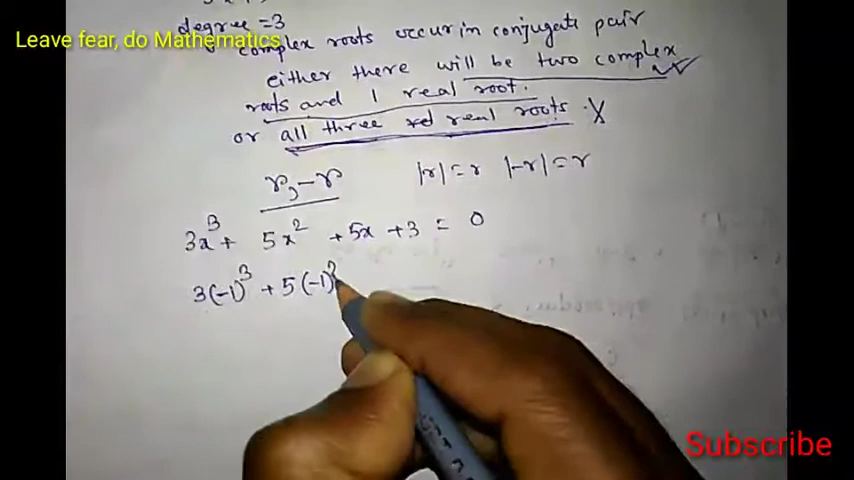 degree = 3
Leave fear, do Mathematics
complex roots occur in conjugate pair
either there will be two complex
roots and 1 real root.
or all three real roots . X
r, -r |r| = r |-r| = r
3x³ + 5x² + 5x + 3 = 0
3(-1)³ + 5(-1)²
Subscribe